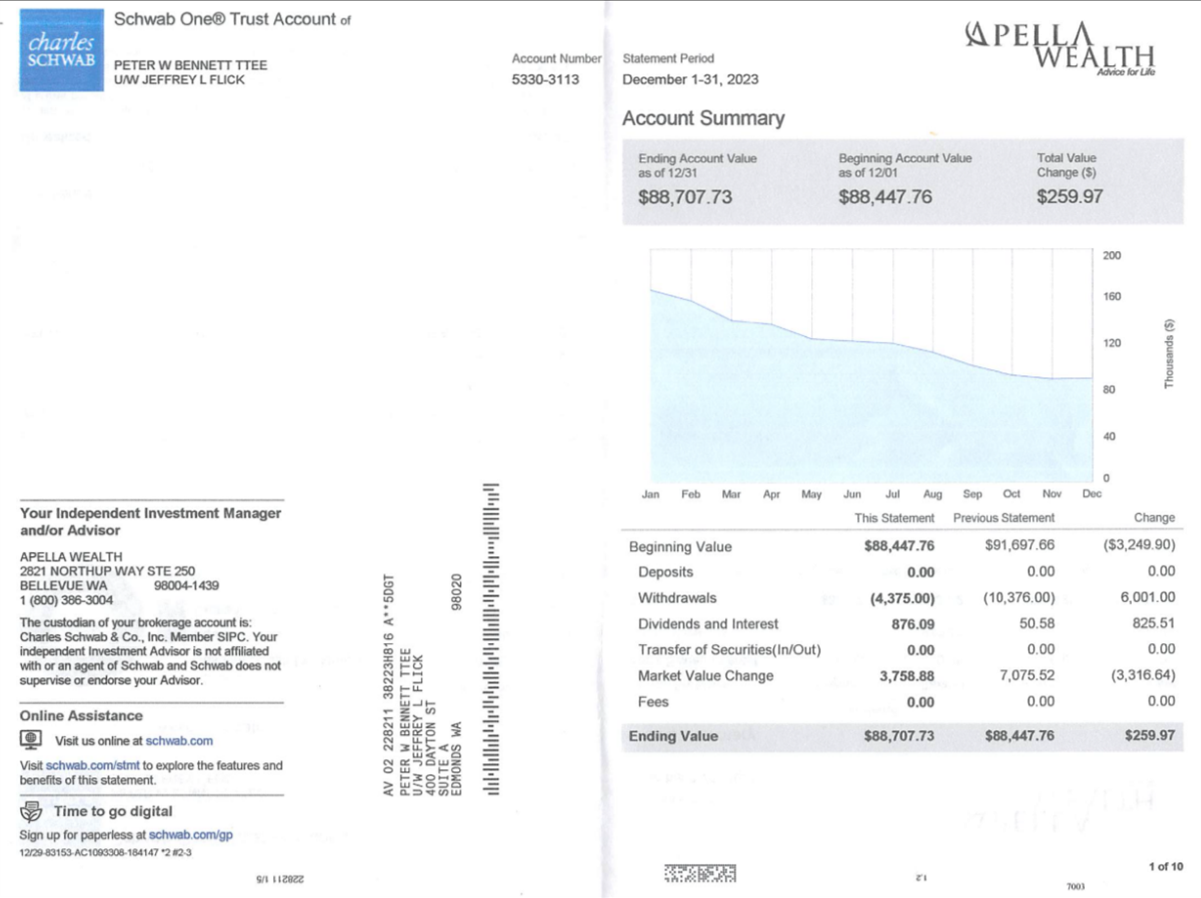 charles
SCHWAB
Schwab One® Trust Account of
PETER W BENNETT TTEE
U/W JEFFREY L FLICK
Account Number
5330-3113
Statement Period
December 1-31, 2023
APELLA
WEALTH
Advice for Life
Account Summary
Ending Account Value
as of 12/31
$88,707.73
Beginning Account Value
as of 12/01
$88,447.76
Total Value
Change ($)
$259.97
200
160
120
80
40
0
Thousands ($)
Jan Feb Mar Apr May Jun Jul Aug Sep Oct Nov Dec
This Statement Previous Statement Change
Beginning Value $88,447.76 $91,697.66 ($3,249.90)
Deposits 0.00 0.00 0.00
Withdrawals (4,375.00) (10,376.00) 6,001.00
Dividends and Interest 876.09 50.58 825.51
Transfer of Securities(In/Out) 0.00 0.00 0.00
Market Value Change 3,758.88 7,075.52 (3,316.64)
Fees 0.00 0.00 0.00
Ending Value $88,707.73 $88,447.76 $259.97
Your Independent Investment Manager
and/or Advisor
APELLA WEALTH
2821 NORTHUP WAY STE 250
BELLEVUE WA 98004-1439
1 (800) 386-3004
The custodian of your brokerage account is:
Charles Schwab & Co., Inc. Member SIPC. Your
independent Investment Advisor is not affiliated
with or an agent of Schwab and Schwab does not
supervise or endorse your Advisor.
Online Assistance
Visit us online at schwab.com
Visit schwab.com/stmt to explore the features and
benefits of this statement.
Time to go digital
Sign up for paperless at schwab.com/gp
12/29-83153-AC1093308-164147 *2 #2-3
AV 02 228211 38223H816 A**5DGT
PETER W BENNETT TTEE
U/W JEFFREY L FLICK
400 DAYTON ST
SUITE A
EDMONDS WA 98020
228211 1/5
1.2
7003
1 of 10